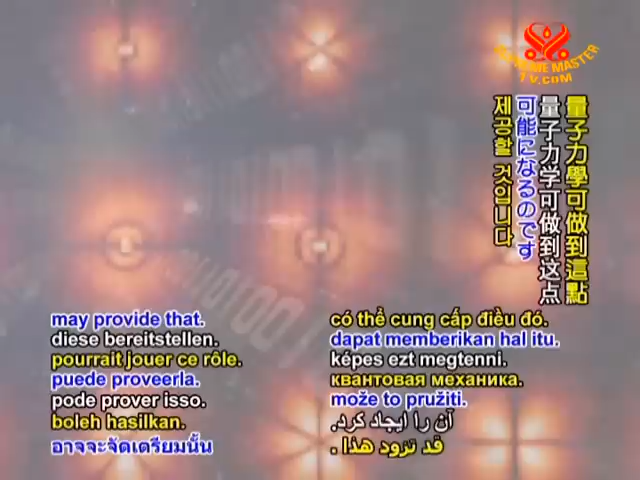 SUPREME MASTER
TV.COM
量子力學可做到這點
量子力学可做到这点
可能になるのです
제공할 것입니다
may provide that.
diese bereitstellen.
pourrait jouer ce rôle.
puede proveerla.
pode prover isso.
boleh hasilkan.
อาจจะจัดเตรียมนั้น
có thể cung cấp điều đó.
dapat memberikan hal itu.
képes ezt megtenni.
квантовая механика.
može to pružiti.
آن را ایجاد کرد.
قد تزود هذا .